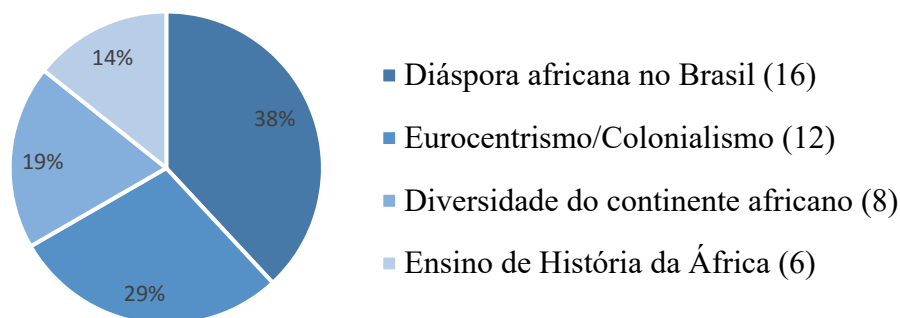 14%
38%
19%
29%
Diáspora africana no Brasil (16)
Eurocentrismo/Colonialismo (12)
Diversidade do continente africano (8)
Ensino de História da África (6)